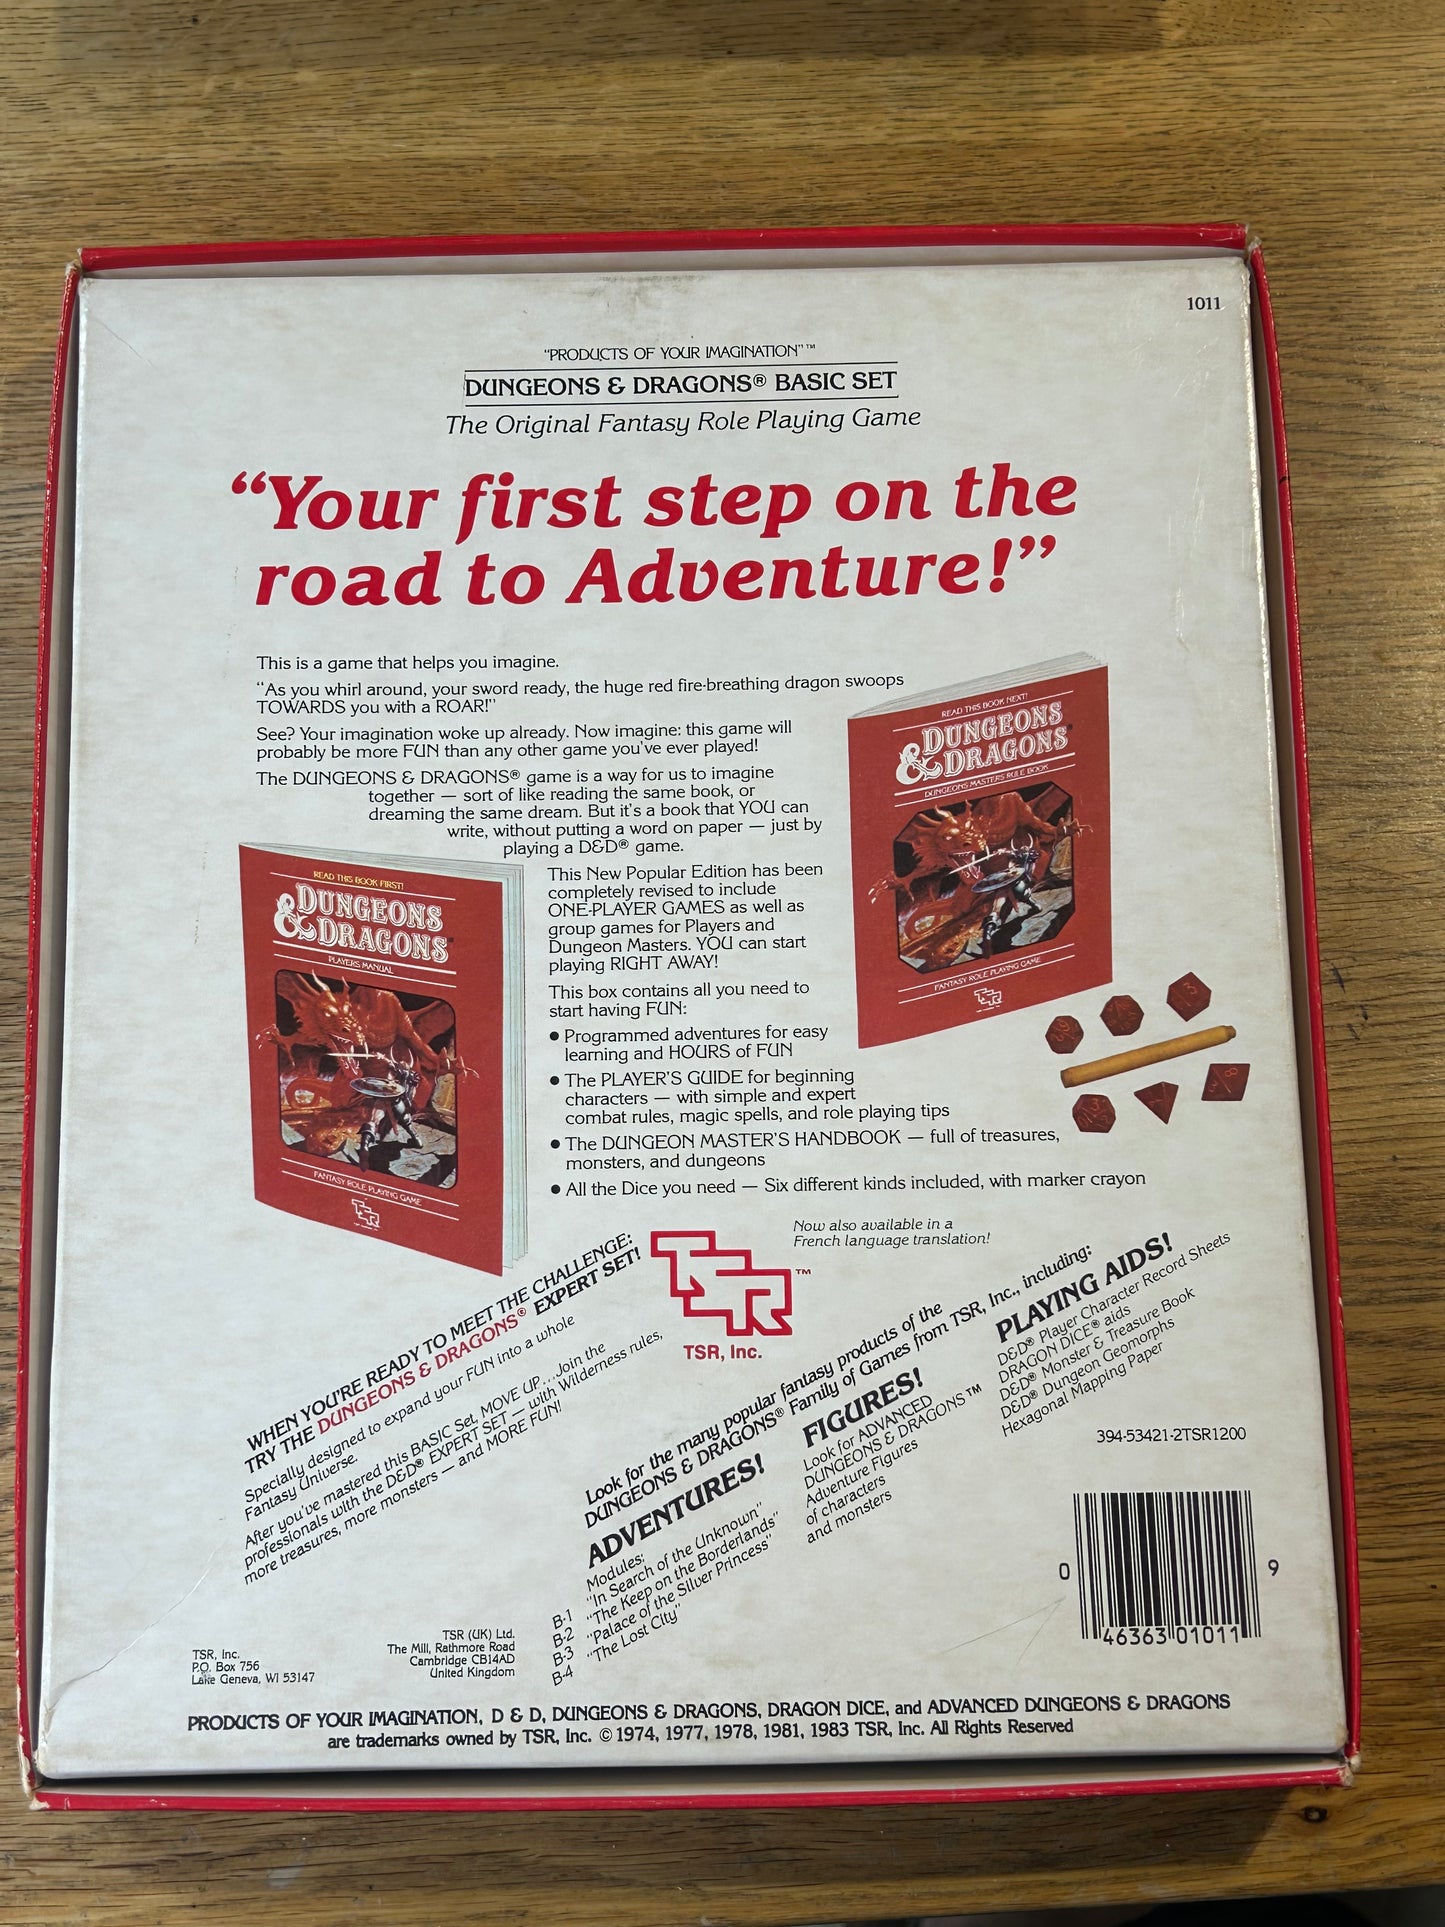 1011
"PRODUCTS OF YOUR IMAGINATION"™
DUNGEONS & DRAGONS® BASIC SET
The Original Fantasy Role Playing Game
“Your first step on the
road to Adventure!”
This is a game that helps you imagine.
"As you whirl around, your sword ready, the huge red fire-breathing dragon swoops
TOWARDS you with a ROAR!"
See? Your imagination woke up already. Now imagine: this game will
probably be more FUN than any other game you've ever played!
The DUNGEONS & DRAGONS® game is a way for us to imagine
together — sort of like reading the same book, or
dreaming the same dream. But it's a book that YOU can
write, without putting a word on paper — just by
playing a D&D® game.
This New Popular Edition has been
completely revised to include
ONE-PLAYER GAMES as well as
group games for Players and
Dungeon Masters. YOU can start
playing RIGHT AWAY!
This box contains all you need to
start having FUN:
● Programmed adventures for easy
learning and HOURS of FUN
● The PLAYER'S GUIDE for beginning
characters — with simple and expert
combat rules, magic spells, and role playing tips
● The DUNGEON MASTER'S HANDBOOK — full of treasures,
monsters, and dungeons
● All the Dice you need — Six different kinds included, with marker crayon
READ THIS BOOK FIRST!
DUNGEONS
& DRAGONS
PLAYERS MANUAL
FANTASY ROLE PLAYING GAME
TSR
READ THIS BOOK NEXT!
DUNGEONS
& DRAGONS®
DUNGEON MASTERS RULE BOOK
FANTASY ROLE PLAYING GAME
TSR
Now also available in a
French language translation!
TSR™
TSR, Inc.
WHEN YOU'RE READY TO MEET THE CHALLENGE:
TRY THE DUNGEONS & DRAGONS® EXPERT SET!
Specially designed to expand your FUN into a whole
Fantasy Universe.
After you've mastered this BASIC Set, MOVE UP...Join the
professionals with the D&D® EXPERT SET — with Wilderness rules,
more treasures, more monsters — and MORE FUN!
Look for the many popular fantasy products of the
DUNGEONS & DRAGONS® Family of Games from TSR, Inc., including:
ADVENTURES!
Modules:
B-1 "In Search of the Unknown"
B-2 "The Keep on the Borderlands"
B-3 "Palace of the Silver Princess"
B-4 "The Lost City"
FIGURES!
Look for ADVANCED
DUNGEONS & DRAGONS™
Adventure Figures
of characters
and monsters
PLAYING AIDS!
D&D® Player Character Record Sheets
DRAGON DICE® aids
D&D® Monster & Treasure Book
D&D® Dungeon Geomorphs
Hexagonal Mapping Paper
394-53421-2TSR1200
0 46363 01011 9
TSR, Inc.
P.O. Box 756
Lake Geneva, WI 53147
TSR (UK) Ltd.
The Mill, Rathmore Road
Cambridge CB14AD
United Kingdom
PRODUCTS OF YOUR IMAGINATION, D & D, DUNGEONS & DRAGONS, DRAGON DICE, and ADVANCED DUNGEONS & DRAGONS
are trademarks owned by TSR, Inc. © 1974, 1977, 1978, 1981, 1983 TSR, Inc. All Rights Reserved